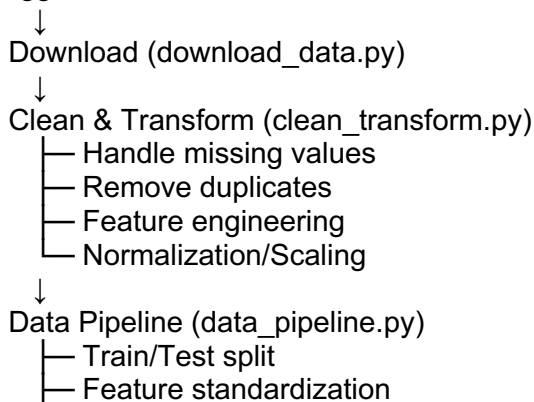 ↓
Download (download_data.py)
↓
Clean & Transform (clean_transform.py)
├── Handle missing values
├── Remove duplicates
├── Feature engineering
└── Normalization/Scaling
↓
Data Pipeline (data_pipeline.py)
├── Train/Test split
├── Feature standardization